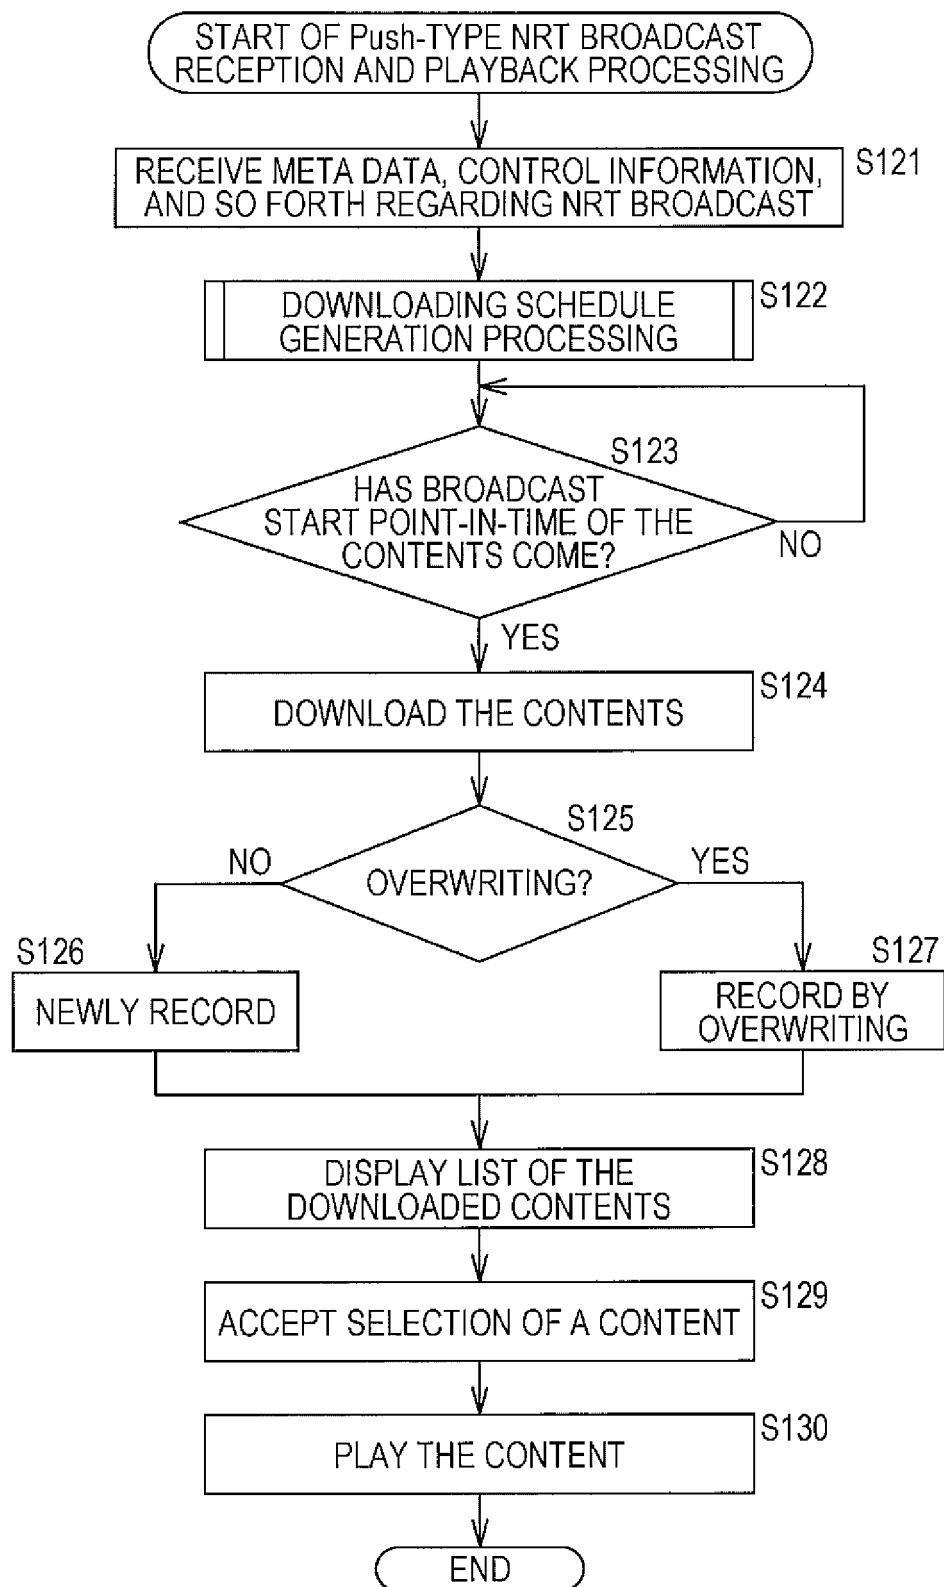 START OF Push-TYPE NRT BROADCAST
RECEPTION AND PLAYBACK PROCESSING
S121
RECEIVE META DATA, CONTROL INFORMATION,
AND SO FORTH REGARDING NRT BROADCAST
S122
DOWNLOADING SCHEDULE
GENERATION PROCESSING
S123
HAS BROADCAST
START POINT-IN-TIME OF THE
CONTENTS COME?
NO
YES
S124
DOWNLOAD THE CONTENTS
S125
OVERWRITING?
NO
YES
S126
NEWLY RECORD
S127
RECORD BY
OVERWRITING
S128
DISPLAY LIST OF THE
DOWNLOADED CONTENTS
S129
ACCEPT SELECTION OF A CONTENT
S130
PLAY THE CONTENT
END